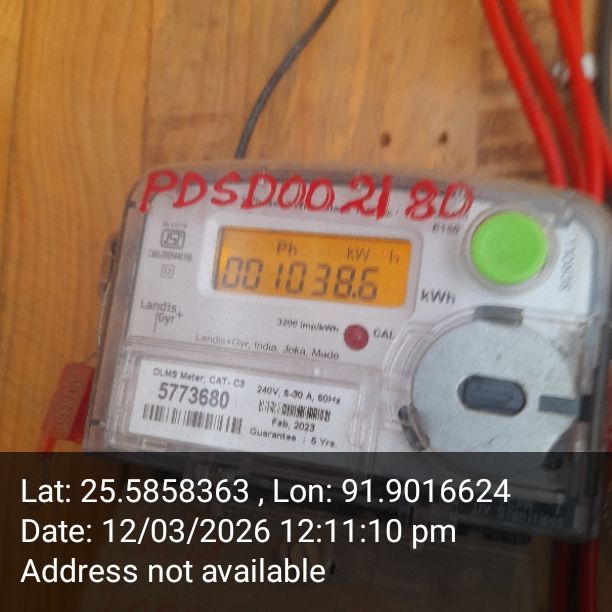 PDSD002180
E150
Ph kW h
001038.6
kWh
Landis
Gyr+
3200 imp/kWh
CAL
Landis+Gyr, India, Joka, Made
DLMS Meter, CAT- C3
5773680
240V, 5-30 A, 50Hz
Feb, 2023
Guarantee : 5 Yrs.
Lat: 25.5858363 , Lon: 91.9016624
Date: 12/03/2026 12:11:10 pm
Address not available